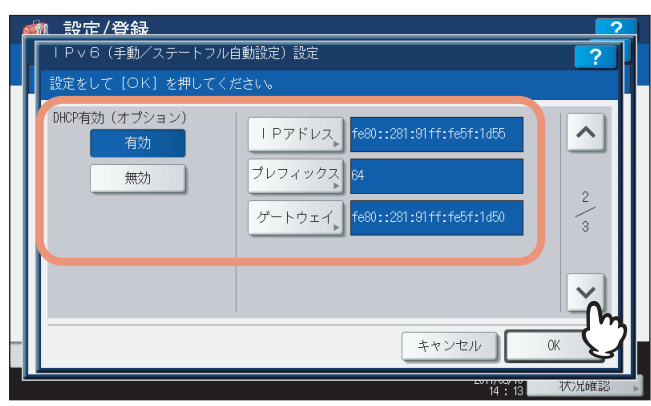 設定/登録
?
IPv6（手動／ステートフル自動設定）設定
?
設定をして［OK］を押してください。
DHCP有効（オプション）
有効
無効
IPアドレス
fe80::281:91ff:fe5f:1d55
プレフィックス
64
ゲートウェイ
fe80::281:91ff:fe5f:1d50
2
3
キャンセル
OK
14:13
状況確認